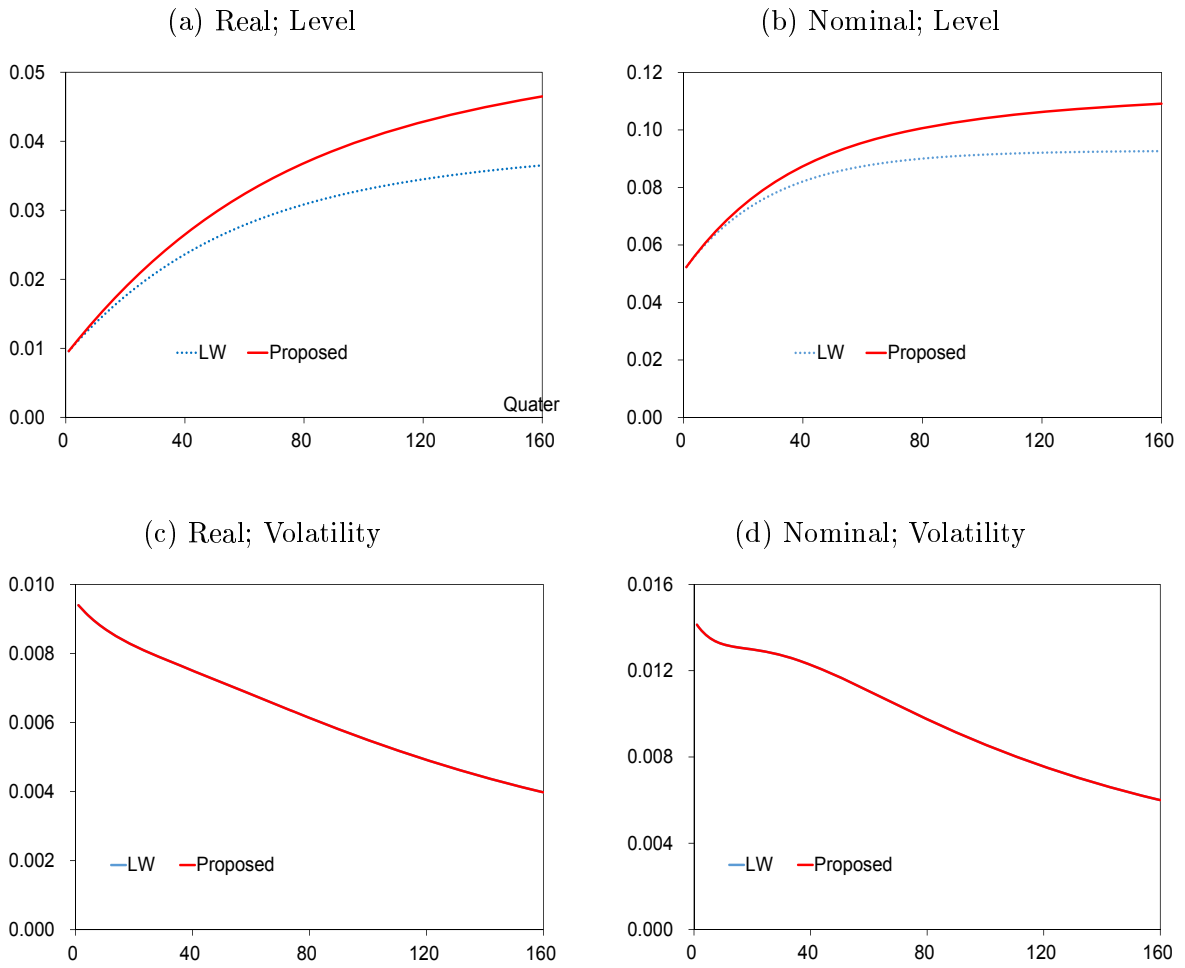 (a) Real; Level
0.05
0.04
0.03
0.02
0.01
0.00
LW Proposed
Quater
0 40 80 120 160
(b) Nominal; Level
0.12
0.10
0.08
0.06
0.04
0.02
0.00
LW Proposed
0 40 80 120 160
(c) Real; Volatility
0.010
0.008
0.006
0.004
0.002
0.000
LW Proposed
0 40 80 120 160
(d) Nominal; Volatility
0.016
0.012
0.008
0.004
0.000
LW Proposed
0 40 80 120 160